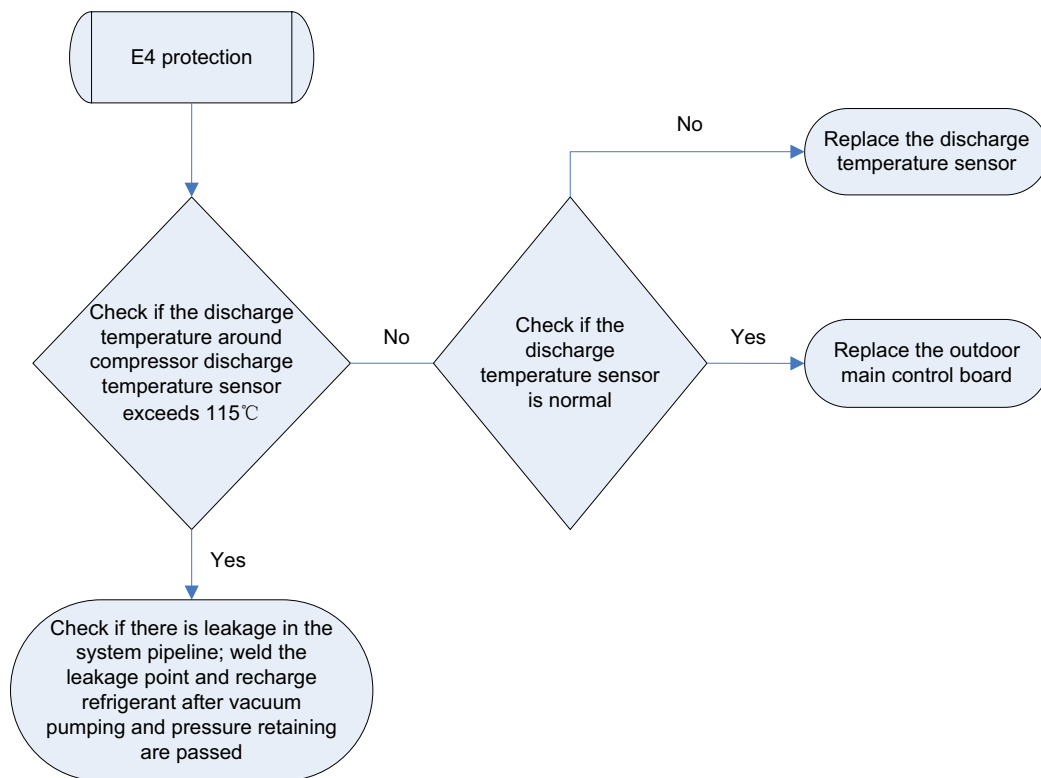 E4 protection
No
Replace the discharge
temperature sensor
Check if the discharge
temperature around
compressor discharge
temperature sensor
exceeds 115℃
No
Check if the
discharge
temperature sensor
is normal
Yes
Replace the outdoor
main control board
Yes
Check if there is leakage in the
system pipeline; weld the
leakage point and recharge
refrigerant after vacuum
pumping and pressure retaining
are passed